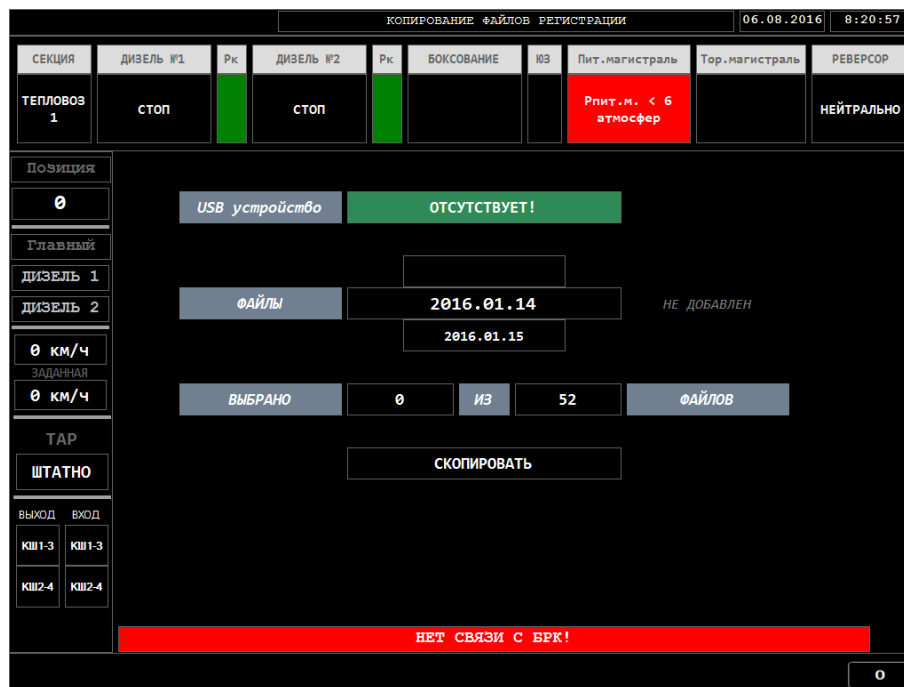 КОПИРОВАНИЕ ФАЙЛОВ РЕГИСТРАЦИИ 06.08.2016 8:20:57
СЕКЦИЯ ДИЗЕЛЬ №1 Рк ДИЗЕЛЬ №2 Рк БОКСОВАНИЕ ЮЗ Пит.магистраль Тор.магистраль РЕВЕРСОР
ТЕПЛОВОЗ 1 СТОП СТОП Рпит.м. < 6 атмосфер НЕЙТРАЛЬНО
Позиция
0
USB устройство ОТСУТСТВУЕТ!
Главный
ДИЗЕЛЬ 1
ДИЗЕЛЬ 2
ФАЙЛЫ 2016.01.14 НЕ ДОБАВЛЕН
2016.01.15
0 км/ч
ЗАДАННАЯ
0 км/ч
ВЫБРАНО 0 ИЗ 52 ФАЙЛОВ
ТАР
ШТАТНО
СКОПИРОВАТЬ
ВЫХОД ВХОД
КШ1-3 КШ1-3
КШ2-4 КШ2-4
НЕТ СВЯЗИ С БРК!
О